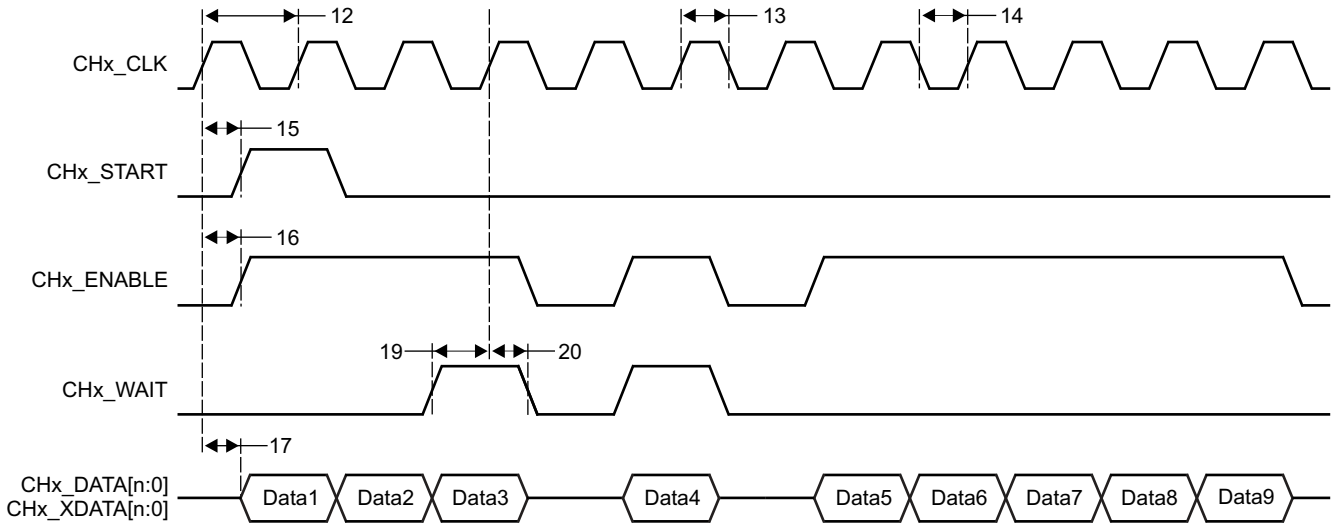 12
13
14
CHx_CLK
15
CHx_START
16
CHx_ENABLE
19
20
CHx_WAIT
17
CHx_DATA[n:0]
CHx_XDATA[n:0]
Data1 Data2 Data3 Data4 Data5 Data6 Data7 Data8 Data9